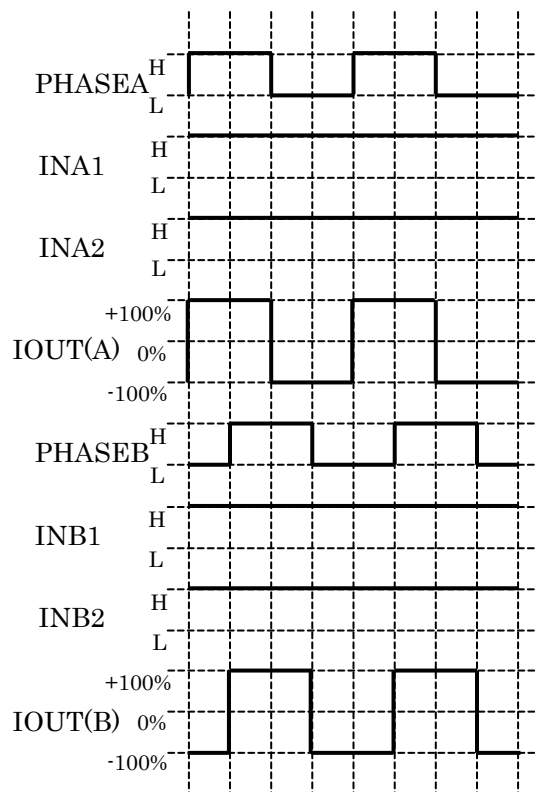 PHASEA H
L
INA1 H
L
INA2 H
L
+100%
IOUT(A) 0%
-100%
PHASEB H
L
INB1 H
L
INB2 H
L
+100%
IOUT(B) 0%
-100%